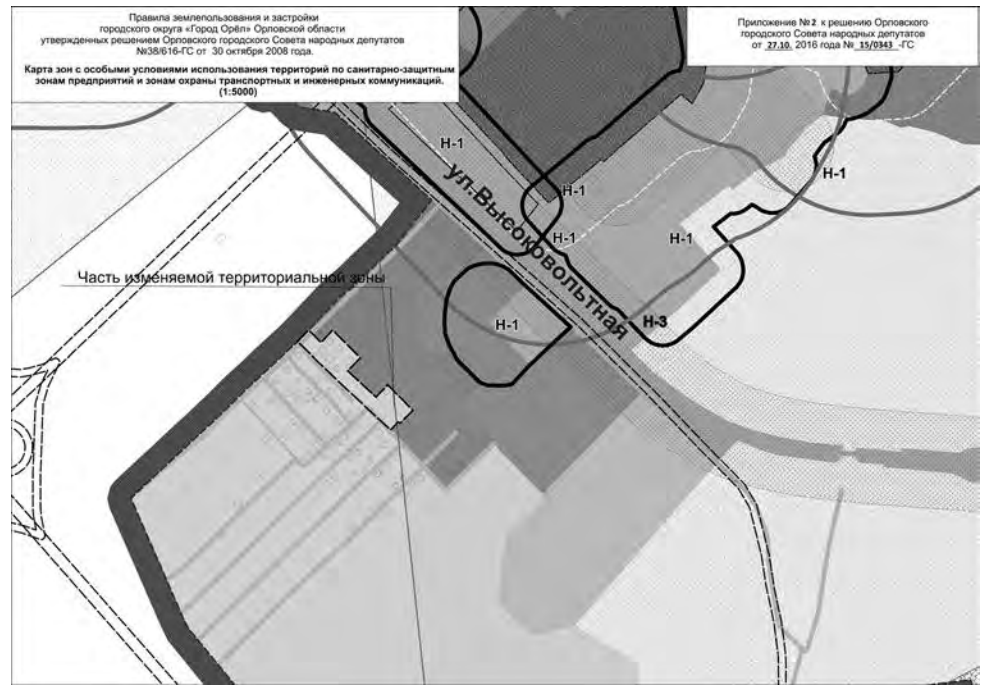 Правила землепользования и застройки
городского округа «Город Орёл» Орловской области
утвержденных решением Орловского городского Совета народных депутатов
№38/616-ГС от 30 октября 2008 года.
Карта зон с особыми условиями использования территорий по санитарно-защитным
зонам предприятий и зонам охраны транспортных и инженерных коммуникаций.
(1:5000)
Приложение № 2 к решению Орловского
городского Совета народных депутатов
от 27.10. 2016 года № 15/0343 -ГС
Н-1
Н-1
Н-1
Н-1
Н-1
ул.Высоковольтная
Часть изменяемой территориальной зоны
Н-1
Н-3